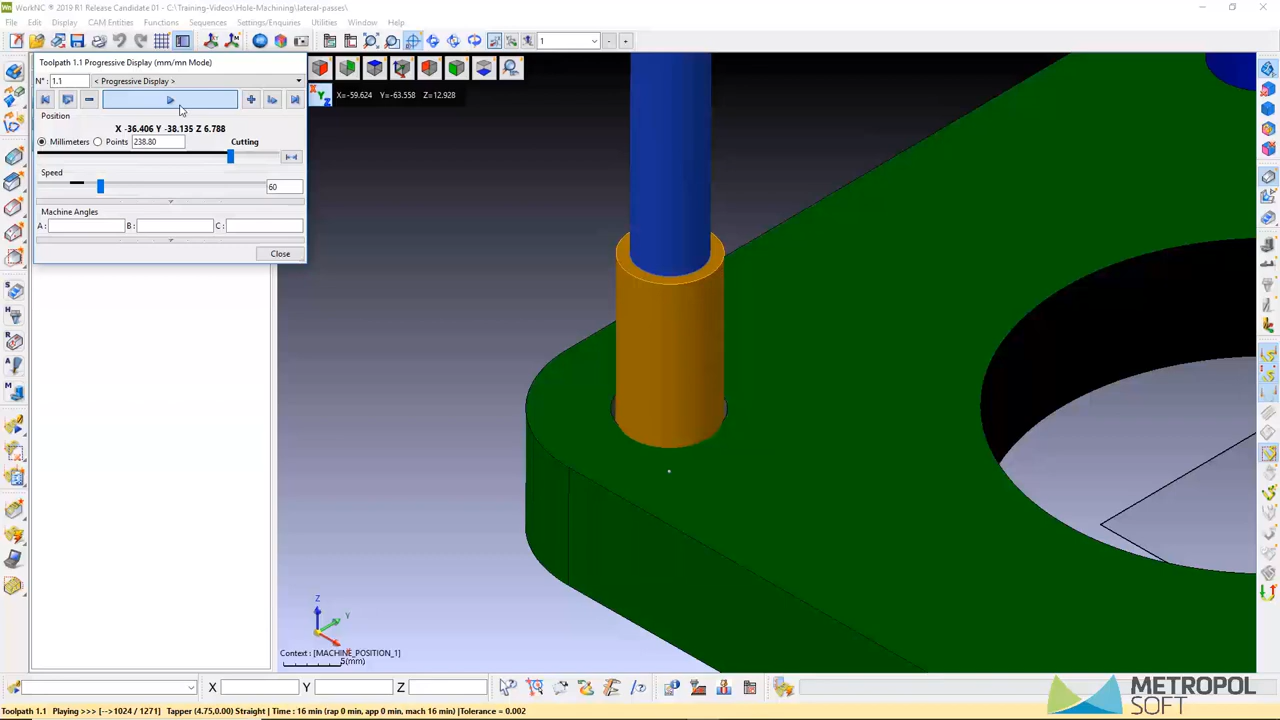 WorkNC ® 2019 R1 Release Candidate 01 - C:\Training-Videos\Hole-Machining\lateral-passes\
File Edit Display CAM Entities Functions Sequences Settings/Enquiries Utilities Window Help
1
Toolpath 1.1 Progressive Display (mm/mn Mode)
N° : 1.1 < Progressive Display >
X=-59.624 Y=-63.558 Z=12.928
Position
X -36.406 Y -38.135 Z 6.788
Millimeters Points 238.80 Cutting
Speed
60
Machine Angles
A : B : C :
Close
S
H
R
A
M
Z
Y
X
Context : [MACHINE_POSITION_1]
5(mm)
X Y Z
METROPOL
SOFT
Toolpath 1.1 Playing >>> [-->1024 / 1271] Tapper (4.75,0.00) Straight | Time : 16 min (rap 0 min, app 0 min, mach 16 min) |Tolerance = 0.002